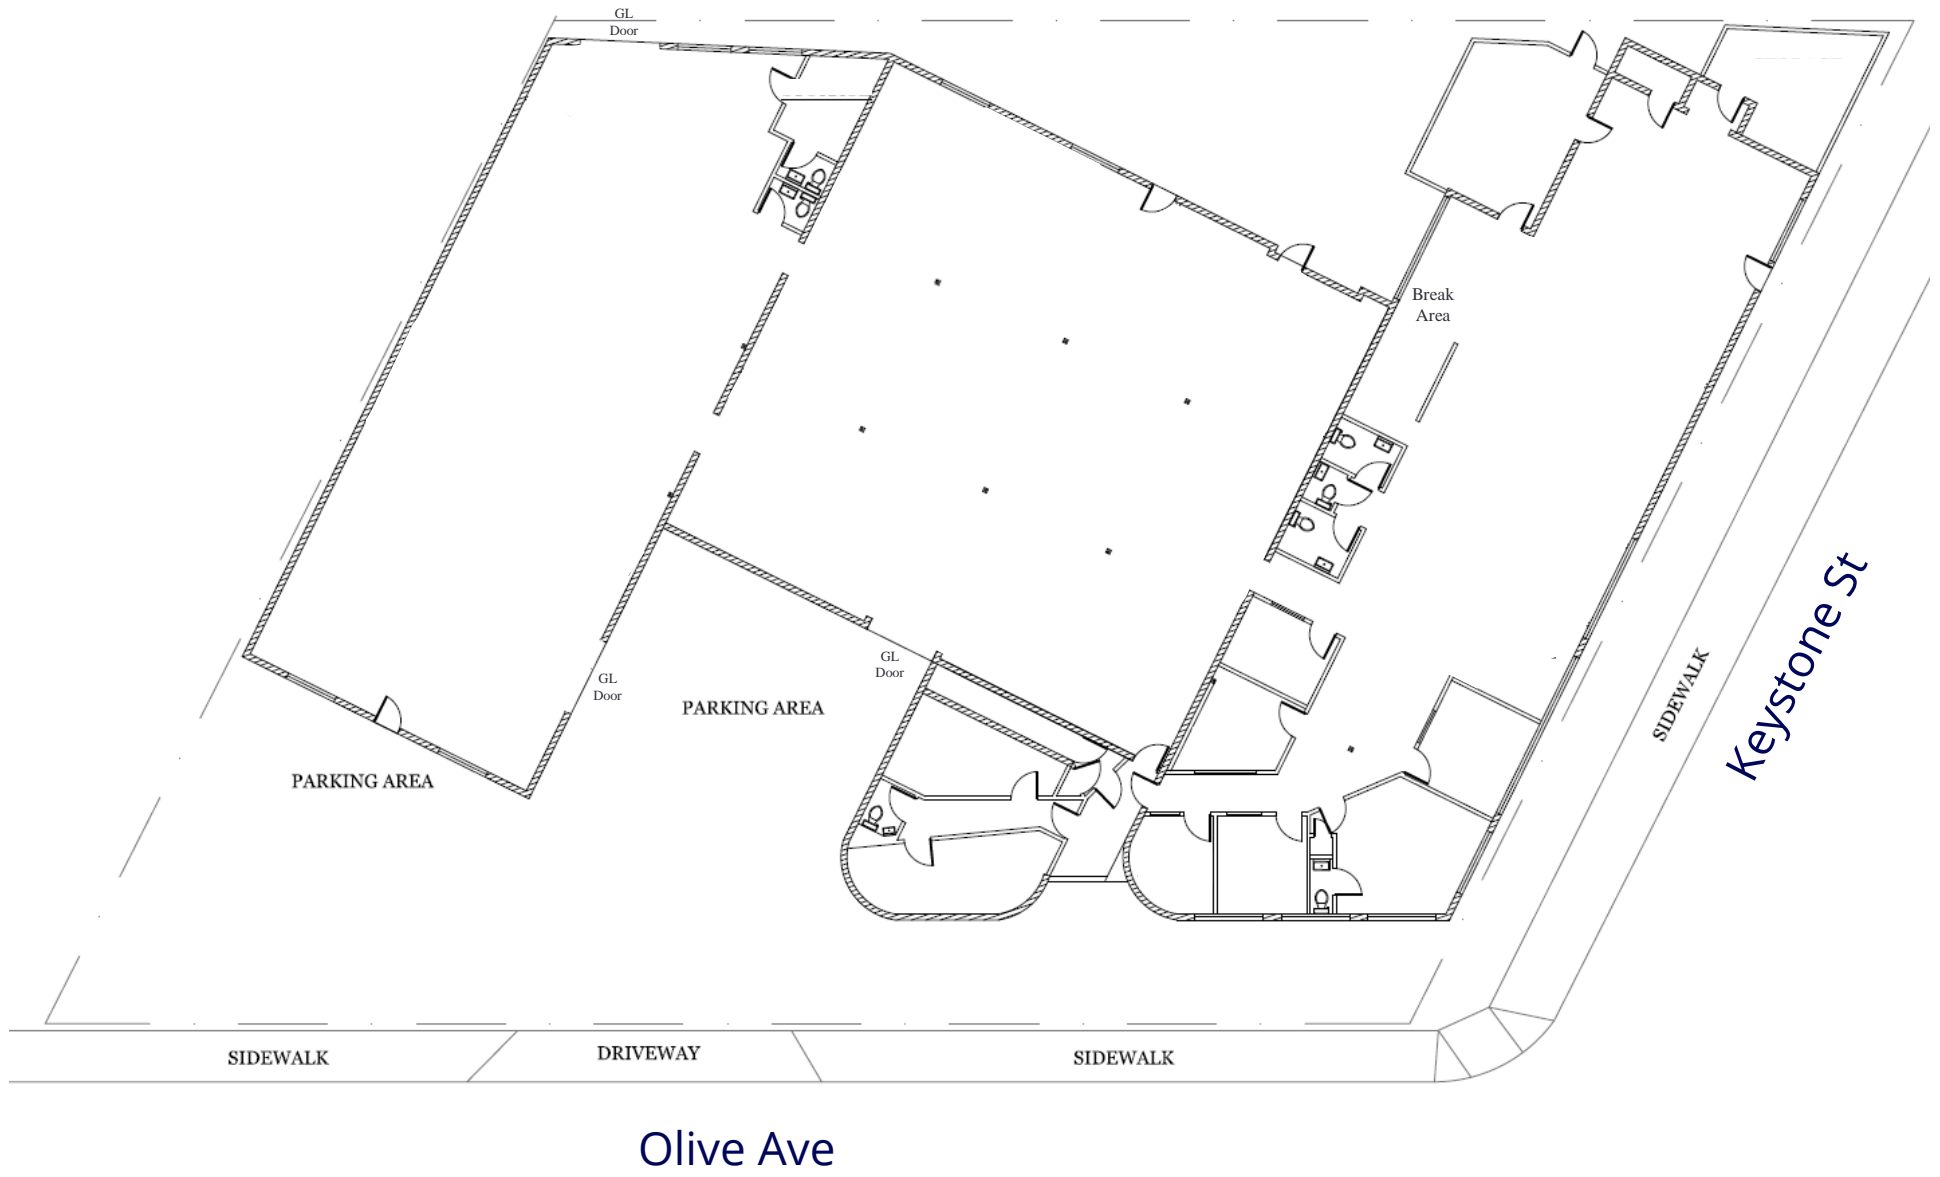 GL
Door
Break
Area
GL
Door
GL
Door
PARKING AREA
PARKING AREA
SIDEWALK
Keystone St
SIDEWALK
DRIVEWAY
SIDEWALK
Olive Ave